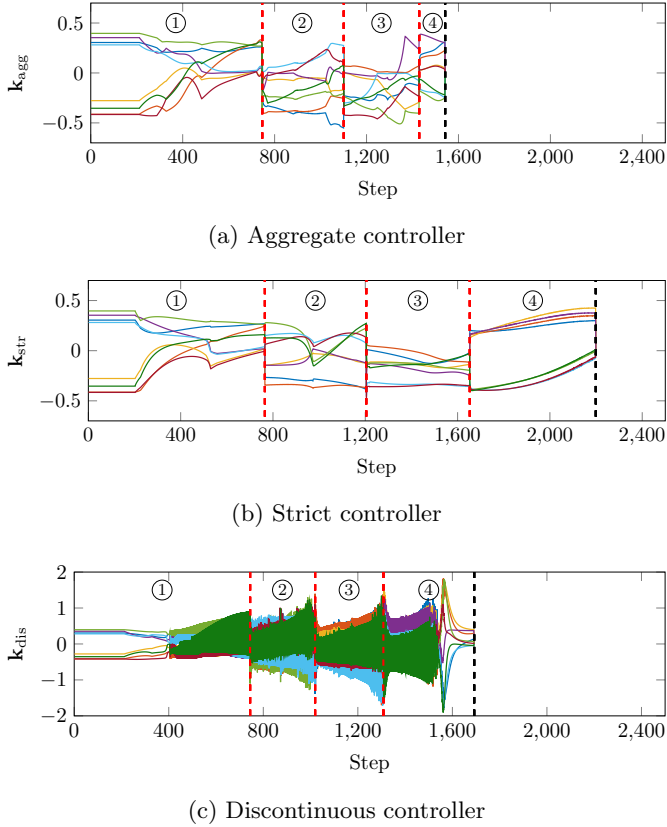 ① ② ③ ④
0.5
0
−0.5
k_agg
0 400 800 1,200 1,600 2,000 2,400
Step
(a) Aggregate controller
① ② ③ ④
0.5
0
−0.5
k_str
0 400 800 1,200 1,600 2,000 2,400
Step
(b) Strict controller
① ② ③ ④
2
1
0
−1
−2
k_dis
0 400 800 1,200 1,600 2,000 2,400
Step
(c) Discontinuous controller